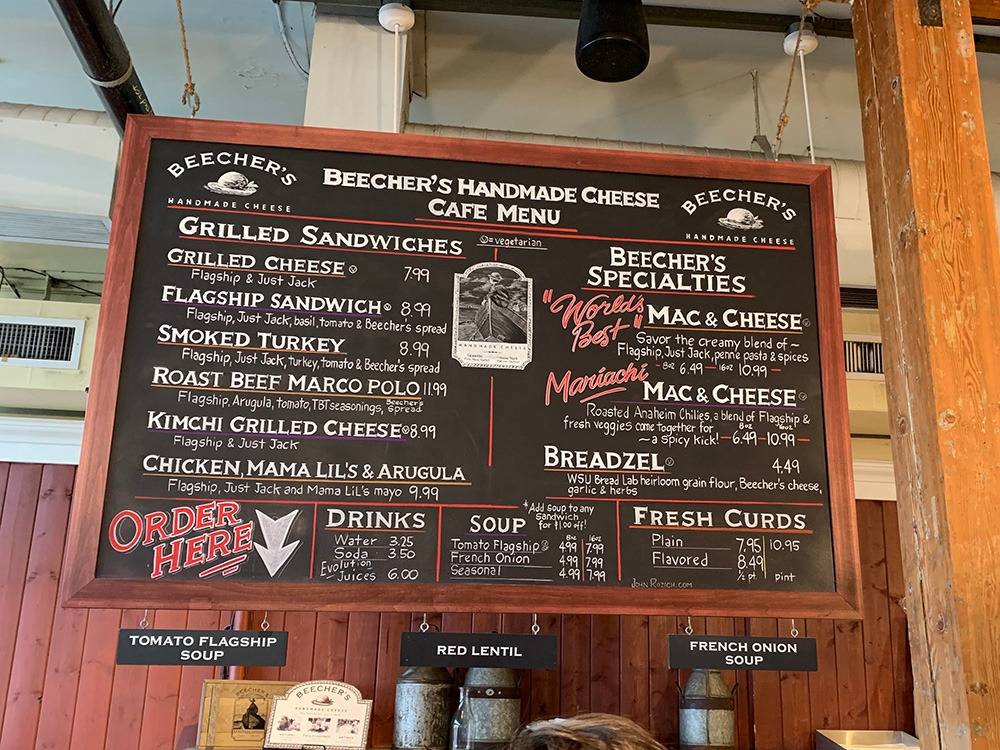 BEECHER'S
HANDMADE CHEESE
BEECHER'S HANDMADE CHEESE
CAFE MENU
BEECHER'S
HANDMADE CHEESE
GRILLED SANDWICHES
V = vegetarian
GRILLED CHEESE V 7.99
Flagship & Just Jack
FLAGSHIP SANDWICH V 8.99
Flagship, Just Jack, basil, tomato & Beecher's spread
SMOKED TURKEY 8.99
Flagship, Just Jack, turkey, tomato & Beecher's spread
ROAST BEEF MARCO POLO 11.99
Flagship, Arugula, tomato, TBT seasonings, Beecher's spread
KIMCHI GRILLED CHEESE V 8.99
Flagship & Just Jack
CHICKEN, MAMA LIL'S & ARUGULA
Flagship, Just Jack and Mama Lil's mayo 9.99
HANDMADE CHEESE
BEECHER'S
SPECIALTIES
"World's
Best"
MAC & CHEESE V
Savor the creamy blend of ~
Flagship, Just Jack, penne pasta & spices
- 8oz 6.49 - 16oz 10.99 -
Mariachi
MAC & CHEESE V
Roasted Anaheim Chilies, a blend of Flagship &
fresh veggies come together for 8oz 16oz
~ a spicy kick! - 6.49 - 10.99 -
BREADZEL V 4.49
WSU Bread Lab heirloom grain flour, Beecher's cheese,
garlic & herbs
ORDER
HERE
DRINKS
Water 3.25
Soda 3.50
Evolution
Juices 6.00
SOUP
*Add soup to any
sandwich
for $1.00 off!
8oz 16oz
Tomato Flagship V 4.99 7.99
French Onion 4.99 7.99
Seasonal 4.99 7.99
FRESH CURDS
Plain 7.95 10.95
Flavored 8.49
½ pt. pint
JOHN ROZICH.COM
TOMATO FLAGSHIP
SOUP
RED LENTIL
FRENCH ONION
SOUP
BEECHER'S
BEECHER'S
HANDMADE CHEESE